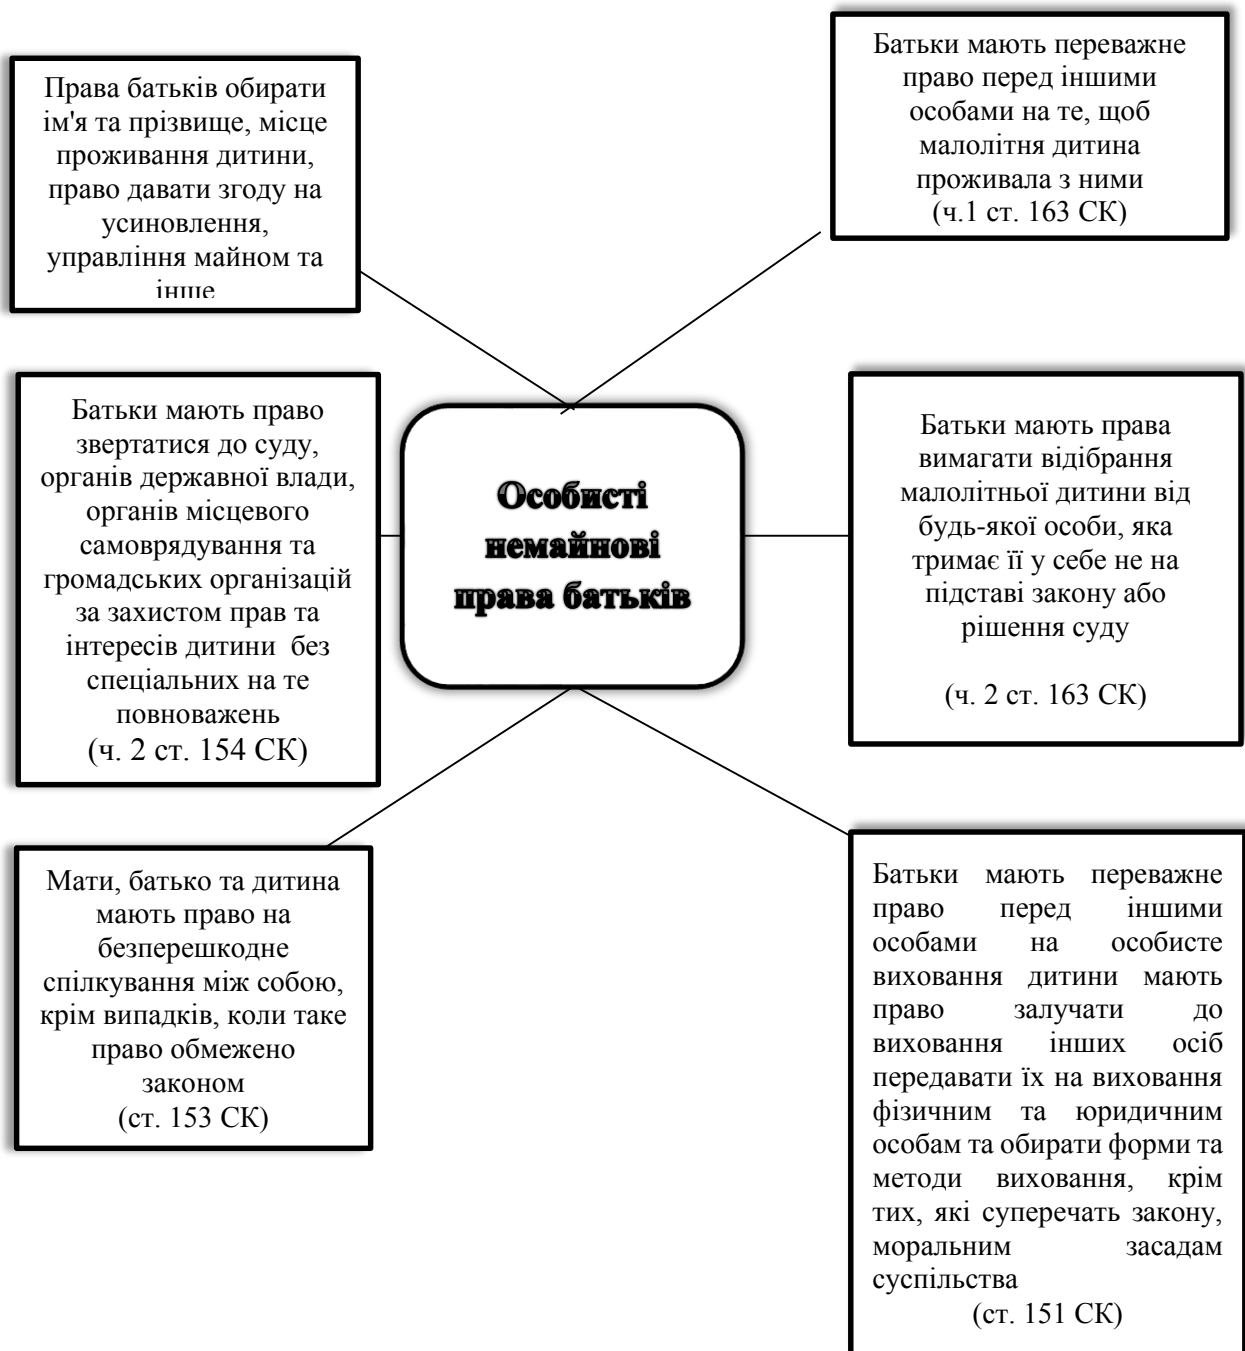 Права батьків обирати
ім'я та прізвище, місце
проживання дитини,
право давати згоду на
усиновлення,
управління майном та
інше
Батьки мають переважне
право перед іншими
особами на те, щоб
малолітня дитина
проживала з ними
(ч.1 ст. 163 СК)
Батьки мають право
звертатися до суду,
органів державної влади,
органів місцевого
самоврядування та
громадських організацій
за захистом прав та
інтересів дитини без
спеціальних на те
повноважень
(ч. 2 ст. 154 СК)
Особисті
немайнові
права батьків
Батьки мають права
вимагати відібрання
малолітньої дитини від
будь-якої особи, яка
тримає її у себе не на
підставі закону або
рішення суду
(ч. 2 ст. 163 СК)
Мати, батько та дитина
мають право на
безперешкодне
спілкування між собою,
крім випадків, коли таке
право обмежено
законом
(ст. 153 СК)
Батьки мають переважне
право перед іншими
особами на особисте
виховання дитини мають
право залучати до
виховання інших осіб
передавати їх на виховання
фізичним та юридичним
особам та обирати форми та
методи виховання, крім
тих, які суперечать закону,
моральним засадам
суспільства
(ст. 151 СК)